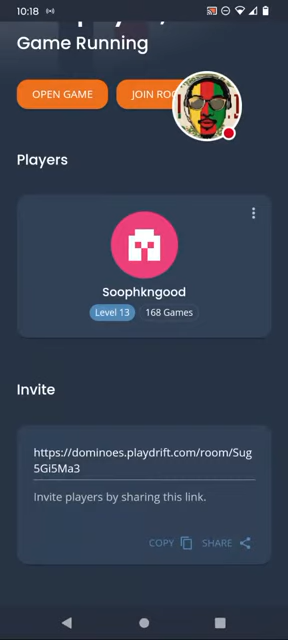 10:18
Game Running
OPEN GAME
JOIN
Players
Soophkngood
Level 13
168 Games
Invite
https://dominoes.playdrift.com/room/Sug
5Gi5Ma3
Invite players by sharing this link.
COPY
SHARE